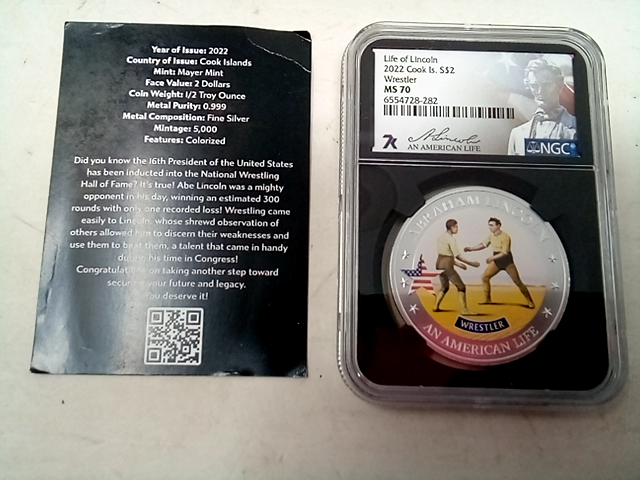 Year of Issue: 2022
Country of Issue: Cook Islands
Mint: Mayer Mint
Face Value: 2 Dollars
Coin Weight: 1/2 Troy Ounce
Metal Purity: 0.999
Metal Composition: Fine Silver
Mintage: 5,000
Features: Colorized
Did you know the 16th President of the United States
has been inducted into the National Wrestling
Hall of Fame? It's true! Abe Lincoln was a mighty
opponent in his day, winning an estimated 300
rounds with only one recorded loss! Wrestling came
easily to Lincoln, whose shrewd observation of
others allowed him to discern their weaknesses and
use them to beat them, a talent that came in handy
during his time in Congress!
Congratulations on taking another step toward
securing your future and legacy.
You deserve it!
Life of Lincoln
2022 Cook Is. S$2
Wrestler
MS 70
6554728-282
7k
A. Lincoln
AN AMERICAN LIFE
NGC
ABRAHAM LINCOLN
WRESTLER
AN AMERICAN LIFE